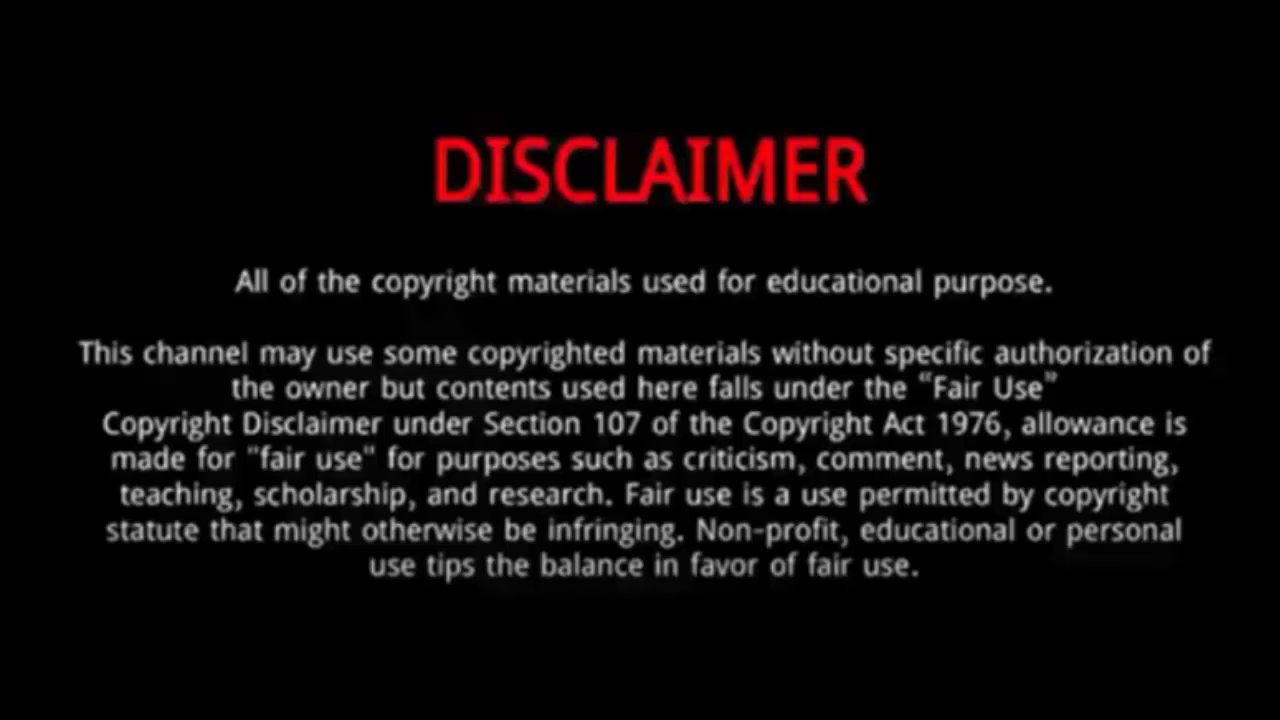 DISCLAIMER
All of the copyright materials used for educational purpose.
This channel may use some copyrighted materials without specific authorization of
the owner but contents used here falls under the “Fair Use”
Copyright Disclaimer under Section 107 of the Copyright Act 1976, allowance is
made for "fair use" for purposes such as criticism, comment, news reporting,
teaching, scholarship, and research. Fair use is a use permitted by copyright
statute that might otherwise be infringing. Non-profit, educational or personal
use tips the balance in favor of fair use.